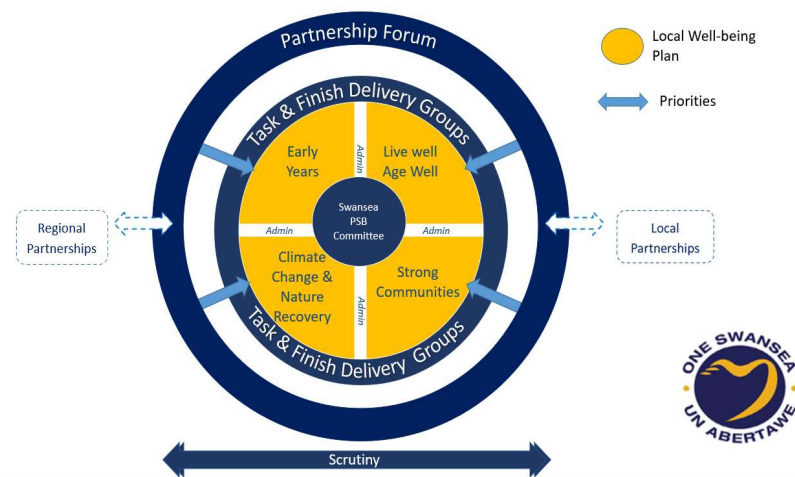 Partnership Forum
Task & Finish Delivery Groups
Early
Years
Admin
Live well
Age Well
Swansea
PSB
Committee
Admin
Admin
Climate
Change &
Nature
Recovery
Admin
Strong
Communities
Task & Finish Delivery Groups
Regional
Partnerships
Local
Partnerships
Scrutiny
Local Well-being
Plan
Priorities
ONE SWANSEA
UN ABERTAWE